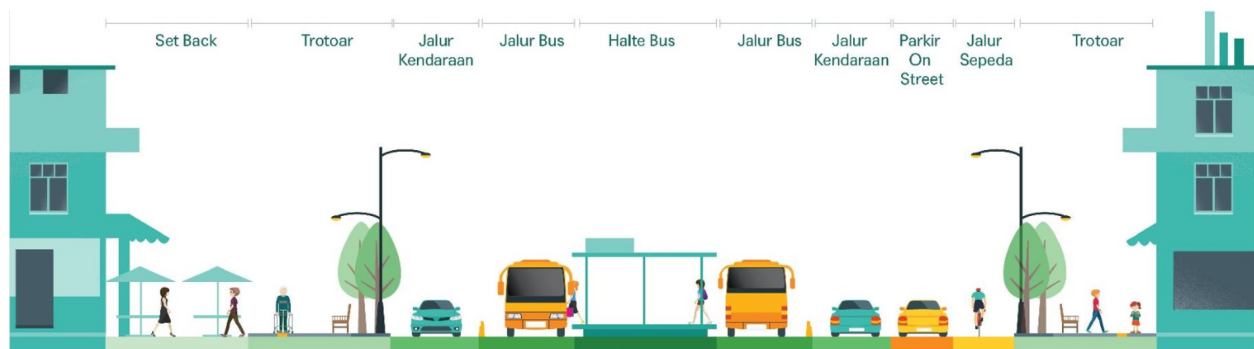 Set Back
Trotoar
Jalur
Kendaraan
Jalur Bus
Halte Bus
Jalur Bus
Jalur
Kendaraan
Parkir
On
Street
Jalur
Sepeda
Trotoar